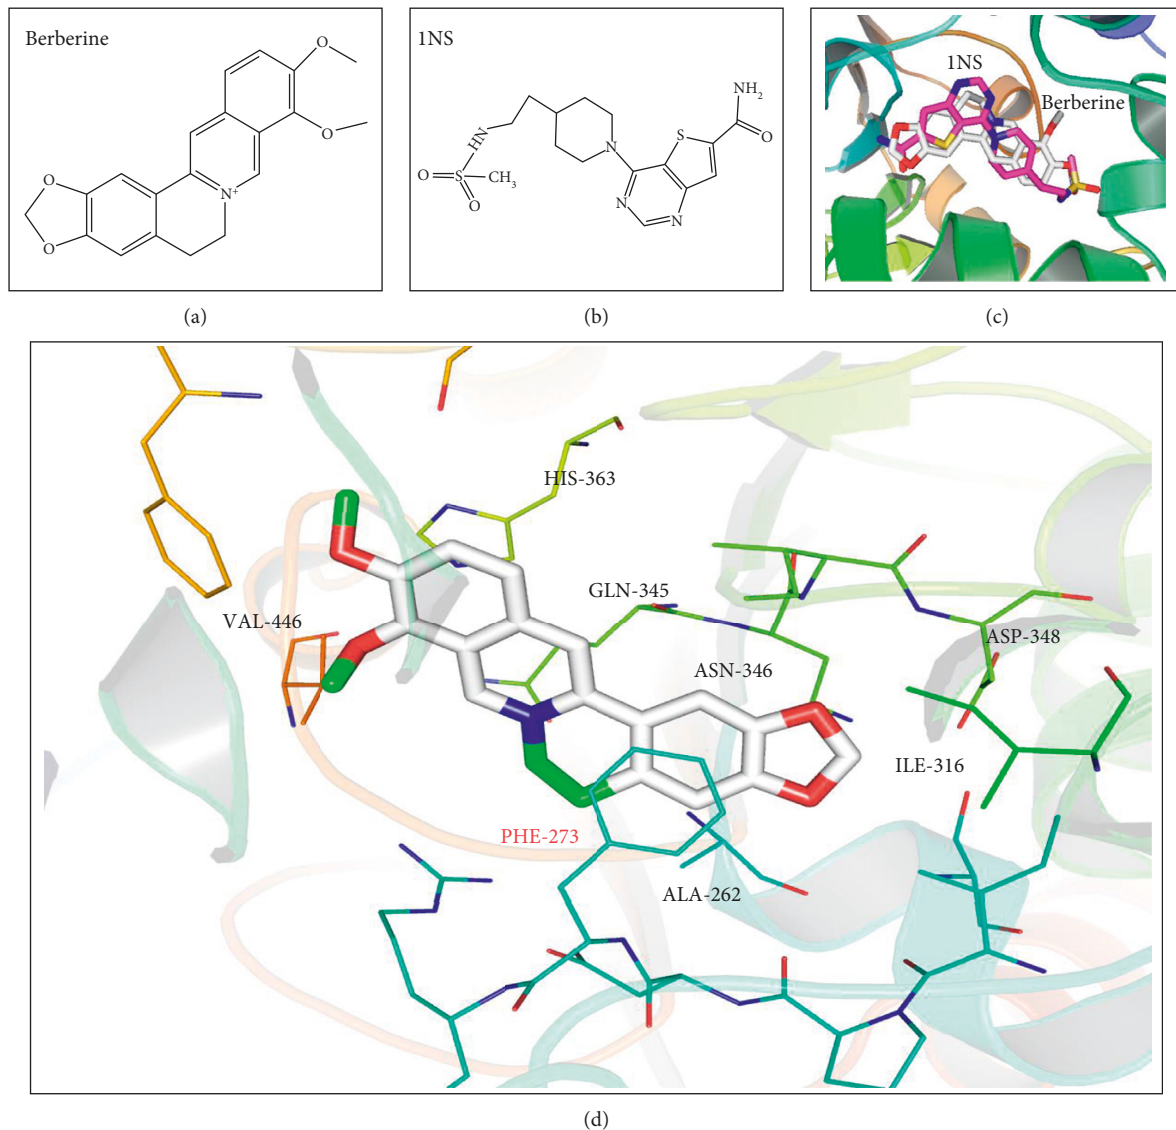 Berberine
O
O
O
O
N⁺
(a)
1NS
NH₂
O
S
HN
N
O
S
CH₃
O
N
N
(b)
1NS
Berberine
(c)
HIS-363
GLN-345
VAL-446
ASP-348
ASN-346
ILE-316
PHE-273
ALA-262
(d)